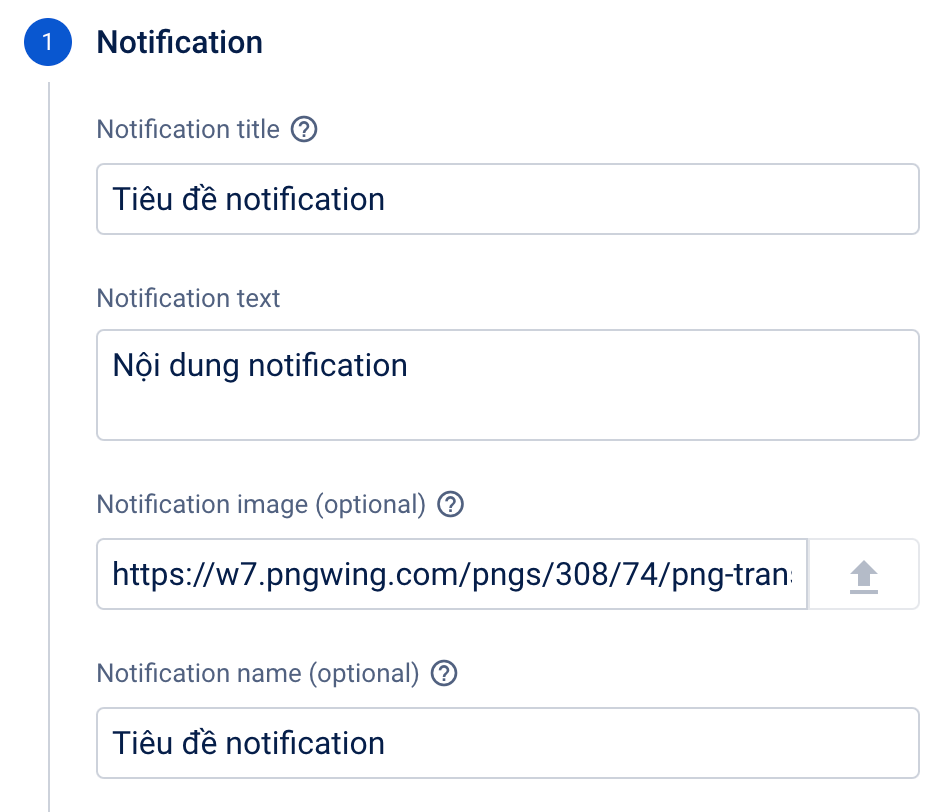 1 Notification
Notification title ?
Tiêu đề notification
Notification text
Nội dung notification
Notification image (optional) ?
https://w7.pngwing.com/pngs/308/74/png-tran
Notification name (optional) ?
Tiêu đề notification